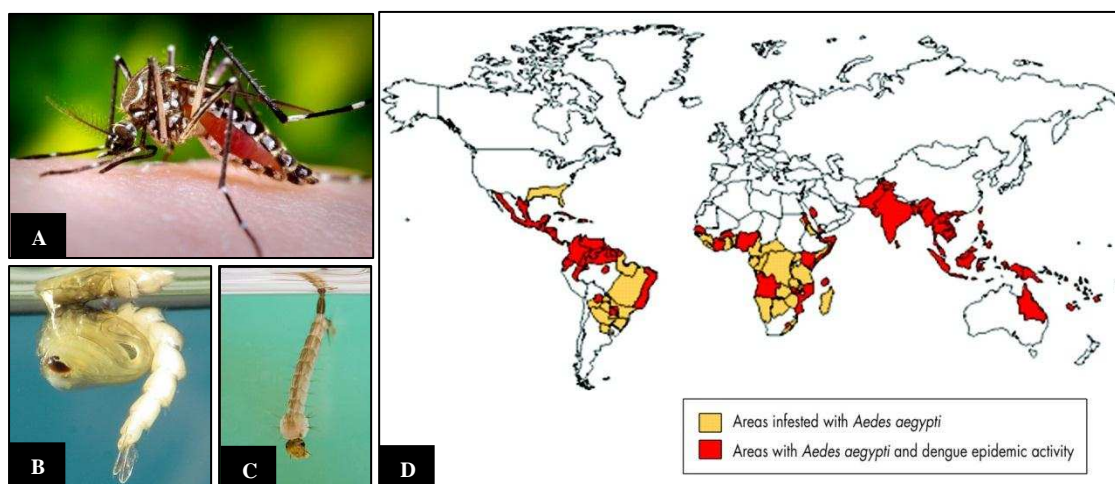 A
B
C
D
Areas infested with Aedes aegypti
Areas with Aedes aegypti and dengue epidemic activity